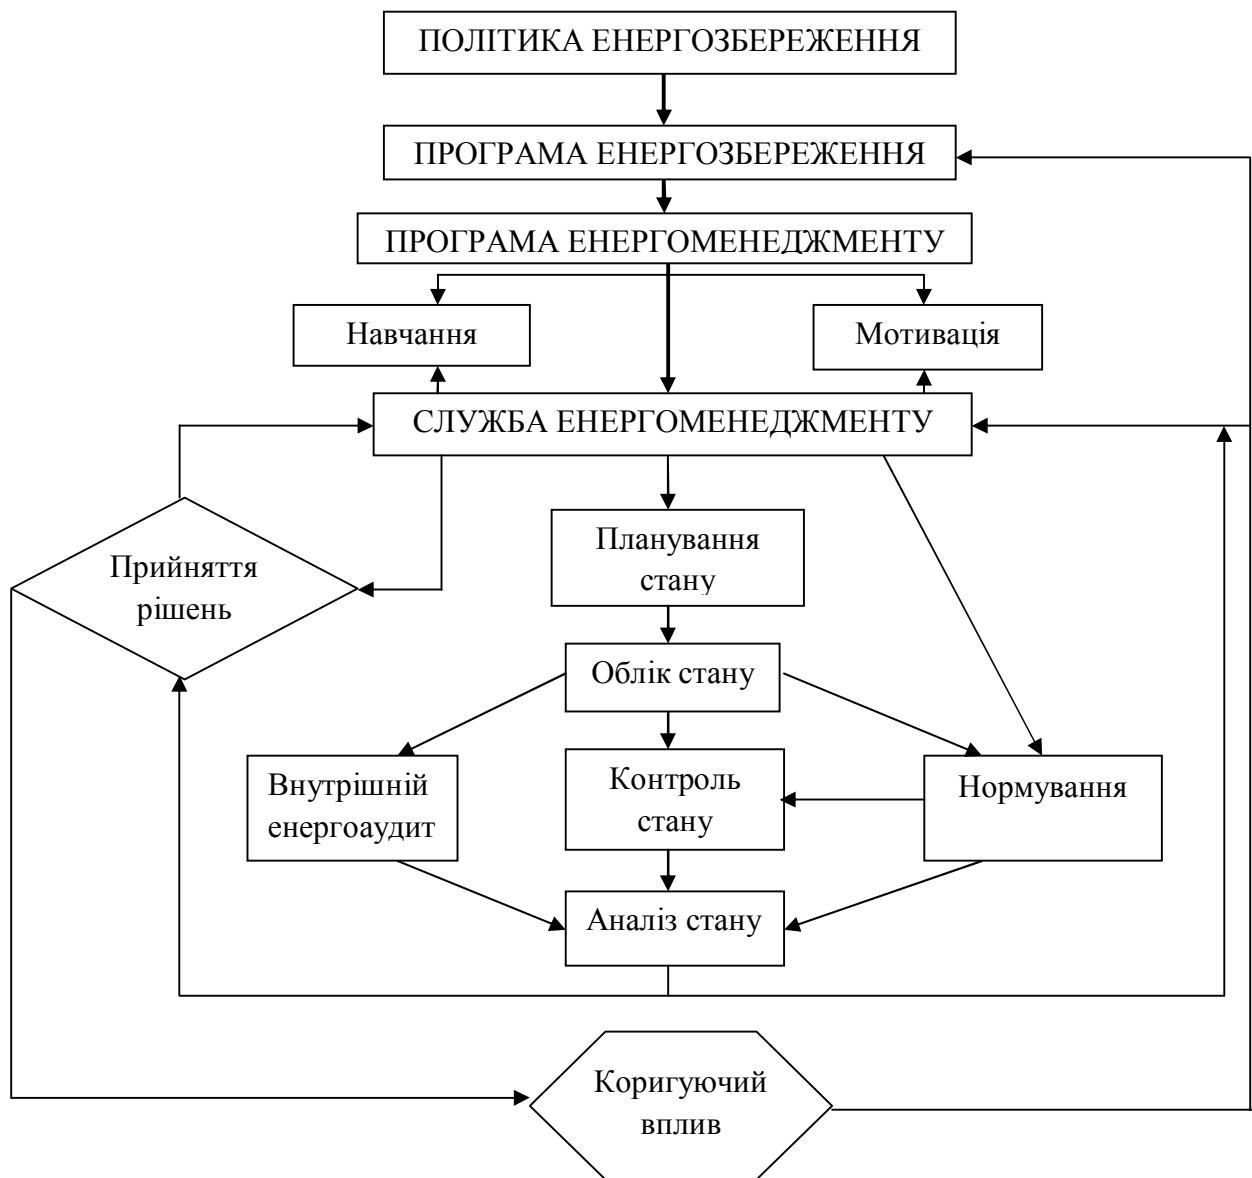 ПОЛІТИКА ЕНЕРГОЗБЕРЕЖЕННЯ
ПРОГРАМА ЕНЕРГОЗБЕРЕЖЕННЯ
ПРОГРАМА ЕНЕРГОМЕНЕДЖМЕНТУ
Навчання
Мотивація
СЛУЖБА ЕНЕРГОМЕНЕДЖМЕНТУ
Прийняття
рішень
Планування
стану
Облік стану
Внутрішній
енергоаудит
Контроль
стану
Нормування
Аналіз стану
Коригуючий
вплив